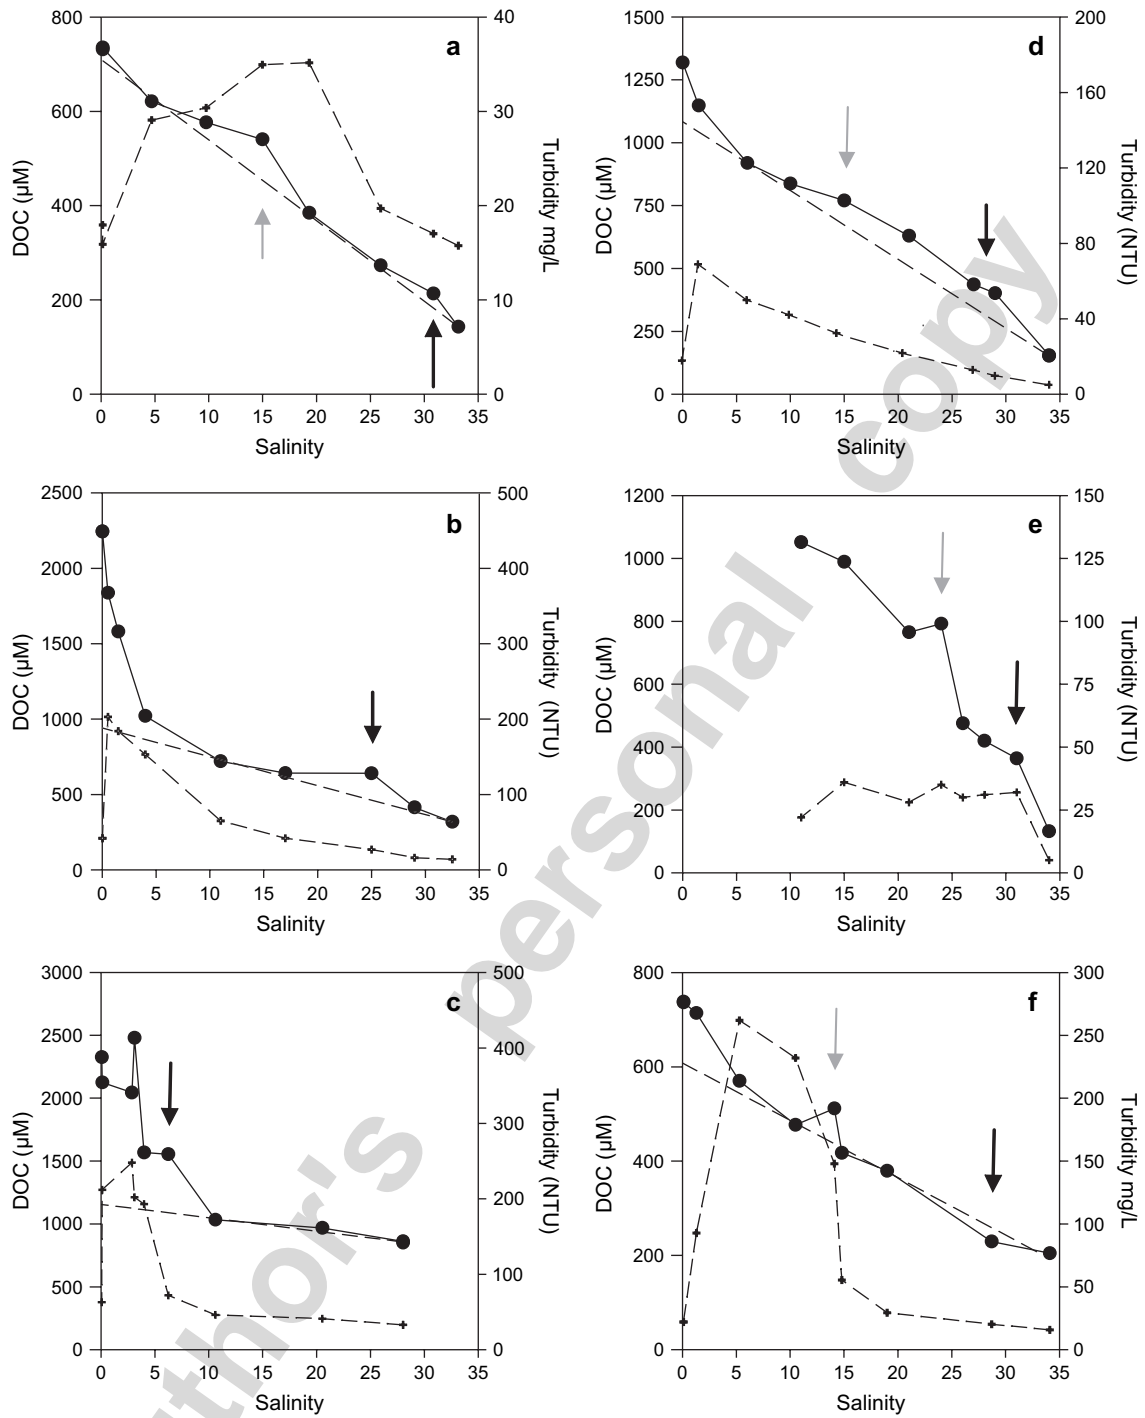 a
800
600
400
200
0
40
30
20
10
0
0 5 10 15 20 25 30 35
DOC (µM)
Turbidity mg/L
Salinity
d
1500
1250
1000
750
500
250
0
200
160
120
80
40
0
0 5 10 15 20 25 30 35
DOC (µM)
Turbidity (NTU)
Salinity
b
2500
2000
1500
1000
500
0
500
400
300
200
100
0
0 5 10 15 20 25 30 35
DOC (µM)
Turbidity (NTU)
Salinity
e
1200
1000
800
600
400
200
0
150
125
100
75
50
25
0
0 5 10 15 20 25 30 35
DOC (µM)
Turbidity (NTU)
Salinity
c
3000
2500
2000
1500
1000
500
0
500
400
300
200
100
0
0 5 10 15 20 25 30 35
DOC (µM)
Turbidity (NTU)
Salinity
f
800
600
400
200
0
300
250
200
150
100
50
0
0 5 10 15 20 25 30 35
DOC (µM)
Turbidity mg/L
Salinity
thor's personal copy